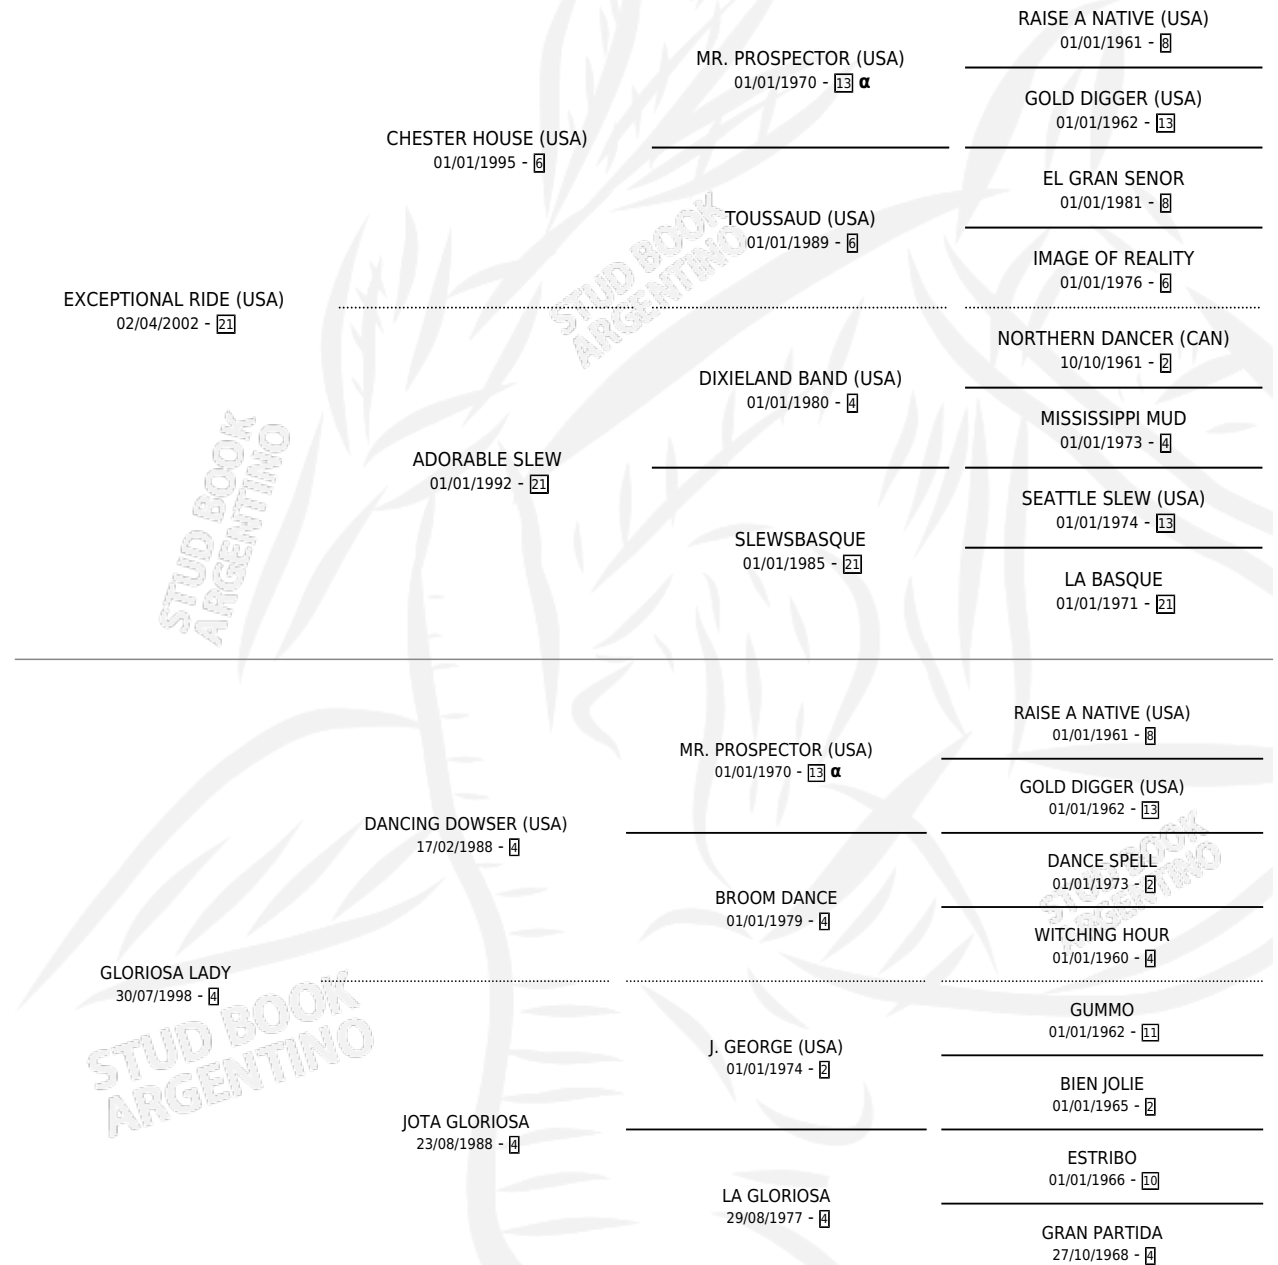 RAISE A NATIVE (USA)
01/01/1961 - 8
MR. PROSPECTOR (USA)
01/01/1970 - 13 α
GOLD DIGGER (USA)
01/01/1962 - 13
CHESTER HOUSE (USA)
01/01/1995 - 6
EL GRAN SENOR
01/01/1981 - 8
TOUSSAUD (USA)
01/01/1989 - 6
IMAGE OF REALITY
01/01/1976 - 6
EXCEPTIONAL RIDE (USA)
02/04/2002 - 21
NORTHERN DANCER (CAN)
10/10/1961 - 2
DIXIELAND BAND (USA)
01/01/1980 - 4
MISSISSIPPI MUD
01/01/1973 - 4
ADORABLE SLEW
01/01/1992 - 21
SEATTLE SLEW (USA)
01/01/1974 - 13
SLEWSBASQUE
01/01/1985 - 21
LA BASQUE
01/01/1971 - 21
RAISE A NATIVE (USA)
01/01/1961 - 8
MR. PROSPECTOR (USA)
01/01/1970 - 13 α
GOLD DIGGER (USA)
01/01/1962 - 13
DANCING DOWSER (USA)
17/02/1988 - 4
DANCE SPELL
01/01/1973 - 2
BROOM DANCE
01/01/1979 - 4
WITCHING HOUR
01/01/1960 - 4
GLORIOSA LADY
30/07/1998 - 4
GUMMO
01/01/1962 - 11
J. GEORGE (USA)
01/01/1974 - 2
BIEN JOLIE
01/01/1965 - 2
JOTA GLORIOSA
23/08/1988 - 4
ESTRIBO
01/01/1966 - 10
LA GLORIOSA
29/08/1977 - 4
GRAN PARTIDA
27/10/1968 - 4
STUD BOOK
ARGENTINO
STUD BOOK
ARGENTINO
STUD BOOK
ARGENTINO
STUD BOOK
ARGENTINO